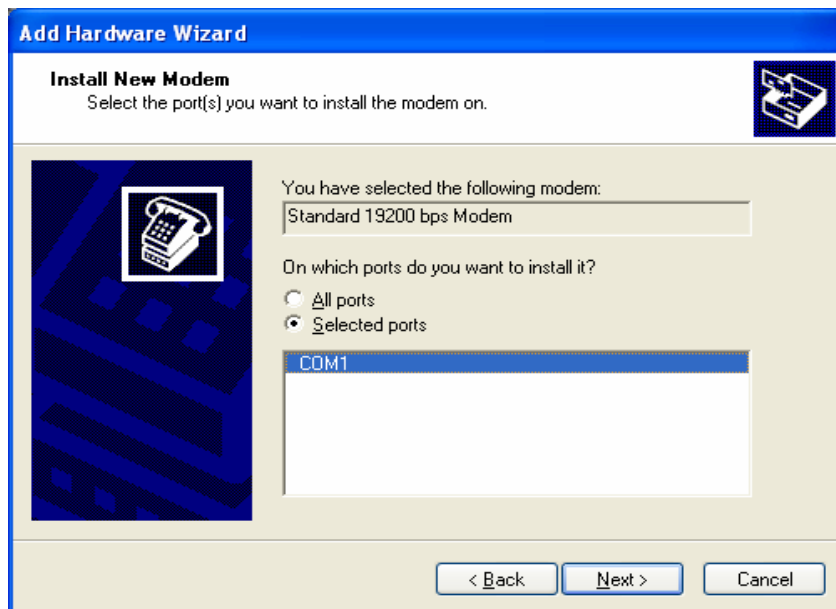 Add Hardware Wizard
Install New Modem
Select the port(s) you want to install the modem on.
You have selected the following modem:
Standard 19200 bps Modem
On which ports do you want to install it?
All ports
Selected ports
COM1
< Back Next > Cancel